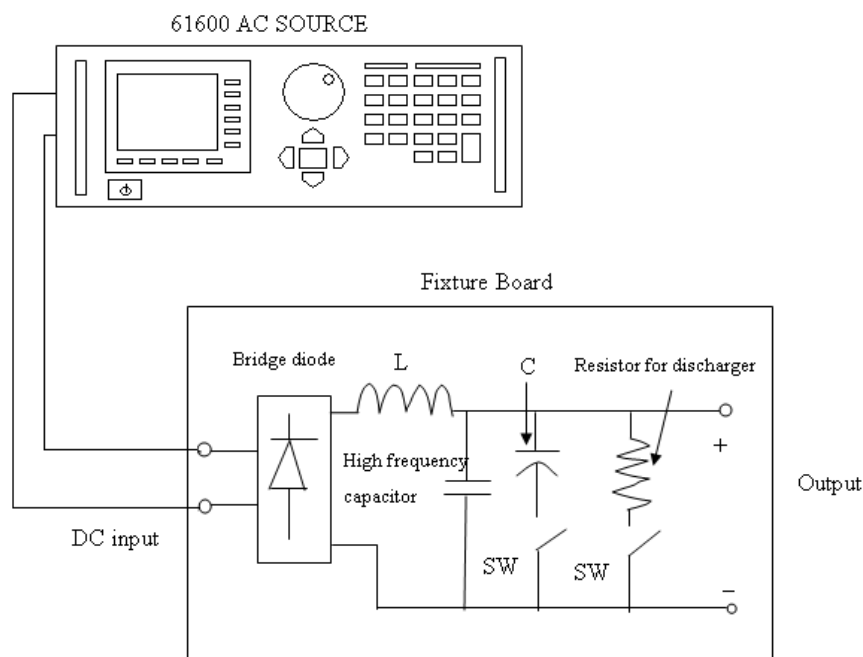 61600 AC SOURCE
Fixture Board
Bridge diode
L
C
Resistor for discharger
+
High frequency
capacitor
Output
DC input
SW
SW
−